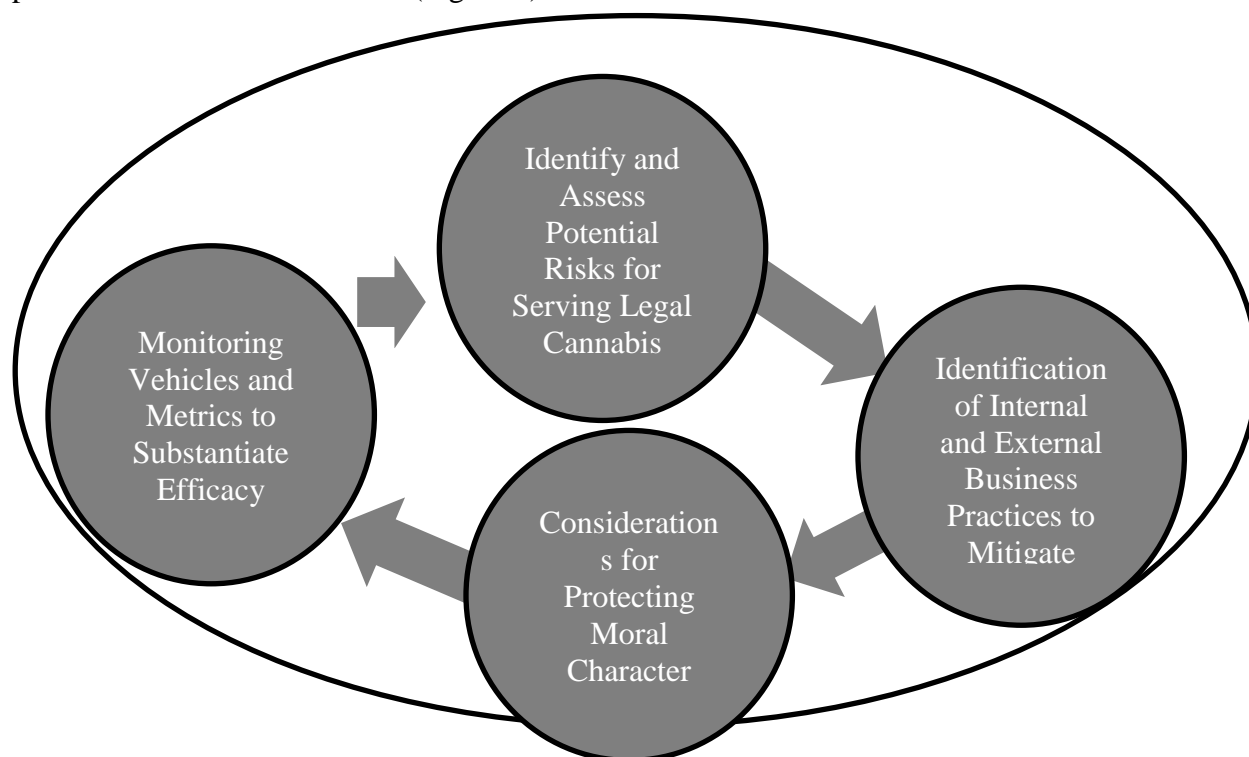 Identify and
Assess
Potential
Risks for
Serving Legal
Cannabis
Identification
of Internal
and External
Business
Practices to
Mitigate
Consideration
s for
Protecting
Moral
Character
Monitoring
Vehicles and
Metrics to
Substantiate
Efficacy